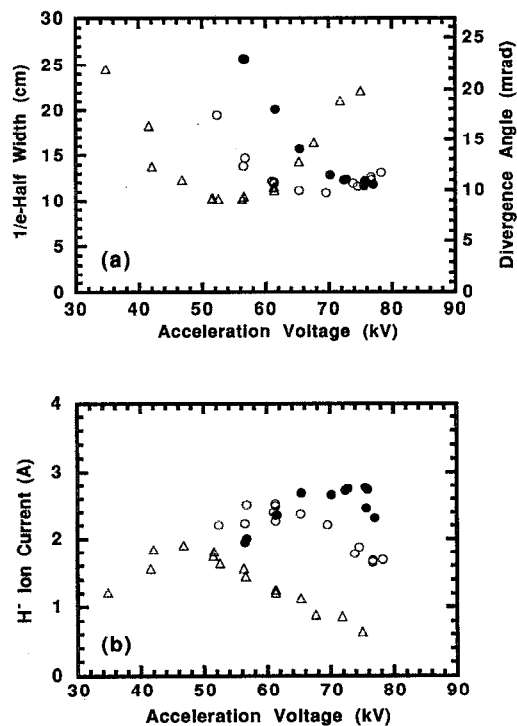 1/e-Half Width (cm)
30
25
20
15
10
5
0
Divergence Angle (mrad)
25
20
15
10
5
0
(a)
30 40 50 60 70 80 90
Acceleration Voltage (kV)
H⁻ Ion Current (A)
4
3
2
1
0
(b)
30 40 50 60 70 80 90
Acceleration Voltage (kV)